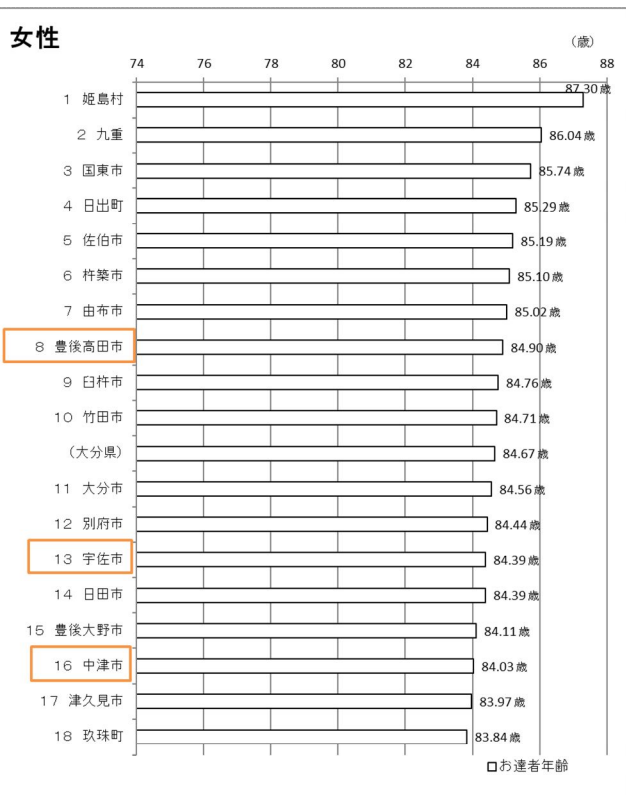 女性
(歳)
74 76 78 80 82 84 86 88
1 姫島村 87.30歳
2 九重 86.04歳
3 国東市 85.74歳
4 日出町 85.29歳
5 佐伯市 85.19歳
6 杵築市 85.10歳
7 由布市 85.02歳
8 豊後高田市 84.90歳
9 臼杵市 84.76歳
10 竹田市 84.71歳
(大分県) 84.67歳
11 大分市 84.56歳
12 別府市 84.44歳
13 宇佐市 84.39歳
14 日田市 84.39歳
15 豊後大野市 84.11歳
16 中津市 84.03歳
17 津久見市 83.97歳
18 玖珠町 83.84歳
お達者年齢